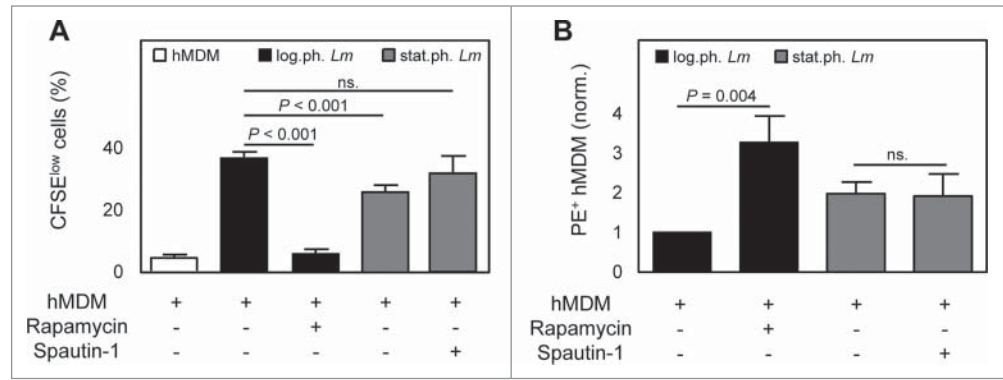 A
hMDM log.ph. Lm stat.ph. Lm
ns.
P < 0.001
P < 0.001
CFSElow cells (%)
40
20
0
hMDM + + + + +
Rapamycin - - + - -
Spautin-1 - - - - +
B
log.ph. Lm stat.ph. Lm
P = 0.004
ns.
PE+ hMDM (norm.)
4
3
2
1
0
hMDM + + + +
Rapamycin - + - -
Spautin-1 - - - +